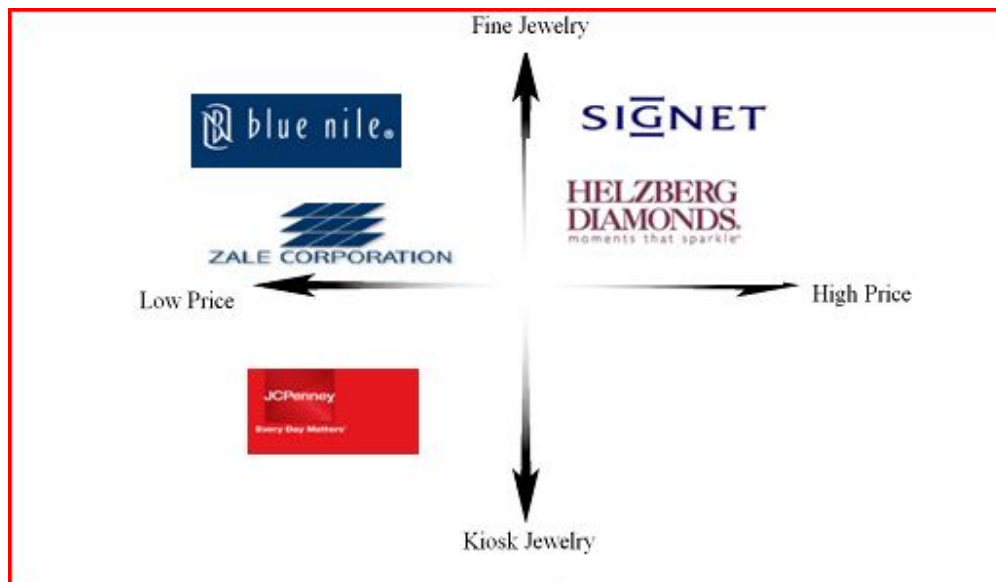 Fine Jewelry
blue nile®
SIGNET
HELZBERG
DIAMONDS®
moments that sparkle®
ZALE CORPORATION
Low Price
High Price
JCPenney
Every Day Matters®
Kiosk Jewelry